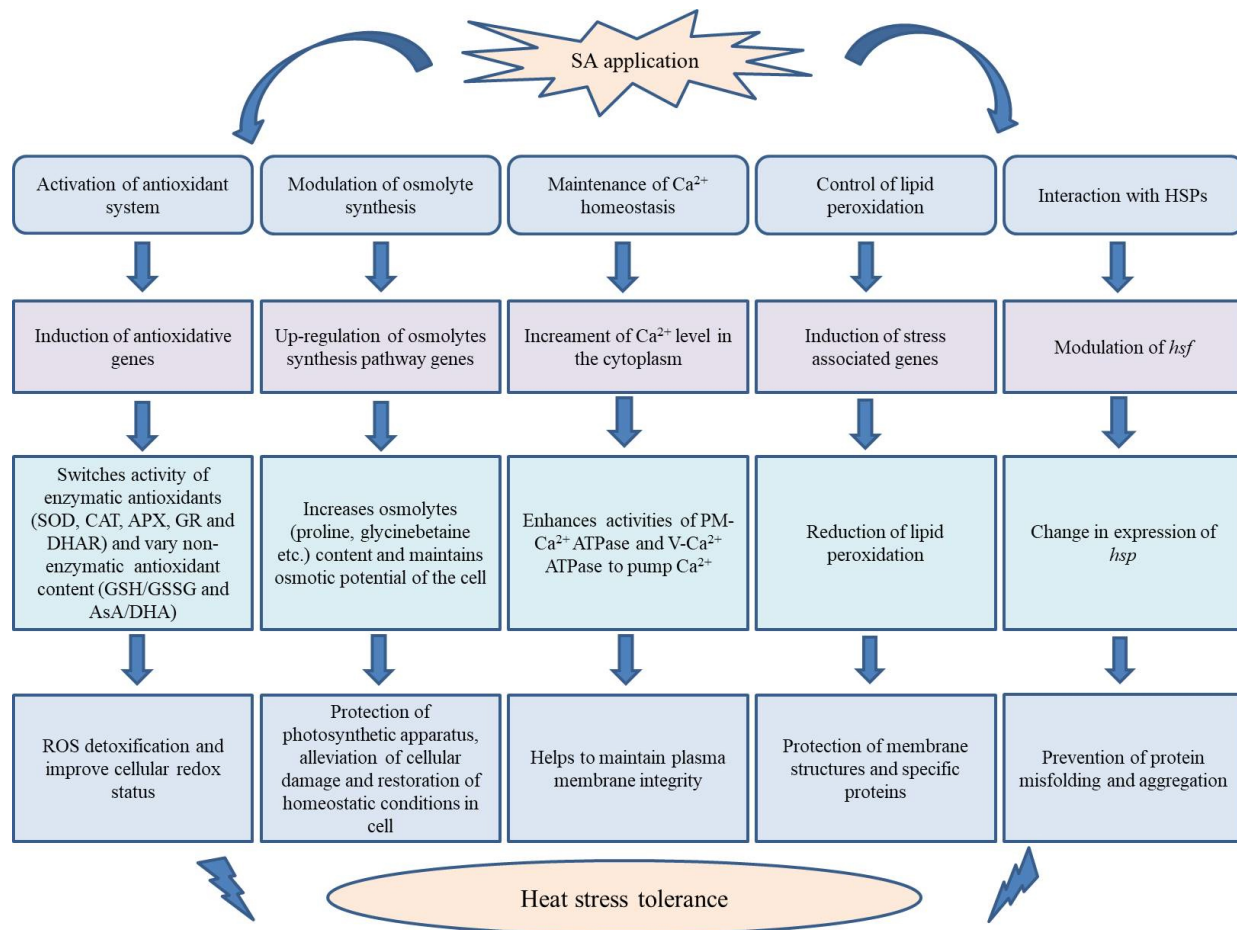 SA application
Activation of antioxidant
system
Modulation of osmolyte
synthesis
Maintenance of Ca²⁺
homeostasis
Control of lipid
peroxidation
Interaction with HSPs
Induction of antioxidative
genes
Up-regulation of osmolytes
synthesis pathway genes
Increament of Ca²⁺ level in
the cytoplasm
Induction of stress
associated genes
Modulation of hsf
Switches activity of
enzymatic antioxidants
(SOD, CAT, APX, GR and
DHAR) and vary non-
enzymatic antioxidant
content (GSH/GSSG and
AsA/DHA)
Increases osmolytes
(proline, glycinebetaine
etc.) content and maintains
osmotic potential of the cell
Enhances activities of PM-
Ca²⁺ ATPase and V-Ca²⁺
ATPase to pump Ca²⁺
Reduction of lipid
peroxidation
Change in expression of
hsp
ROS detoxification and
improve cellular redox
status
Protection of
photosynthetic apparatus,
alleviation of cellular
damage and restoration of
homeostatic conditions in
cell
Helps to maintain plasma
membrane integrity
Protection of membrane
structures and specific
proteins
Prevention of protein
misfolding and aggregation
Heat stress tolerance